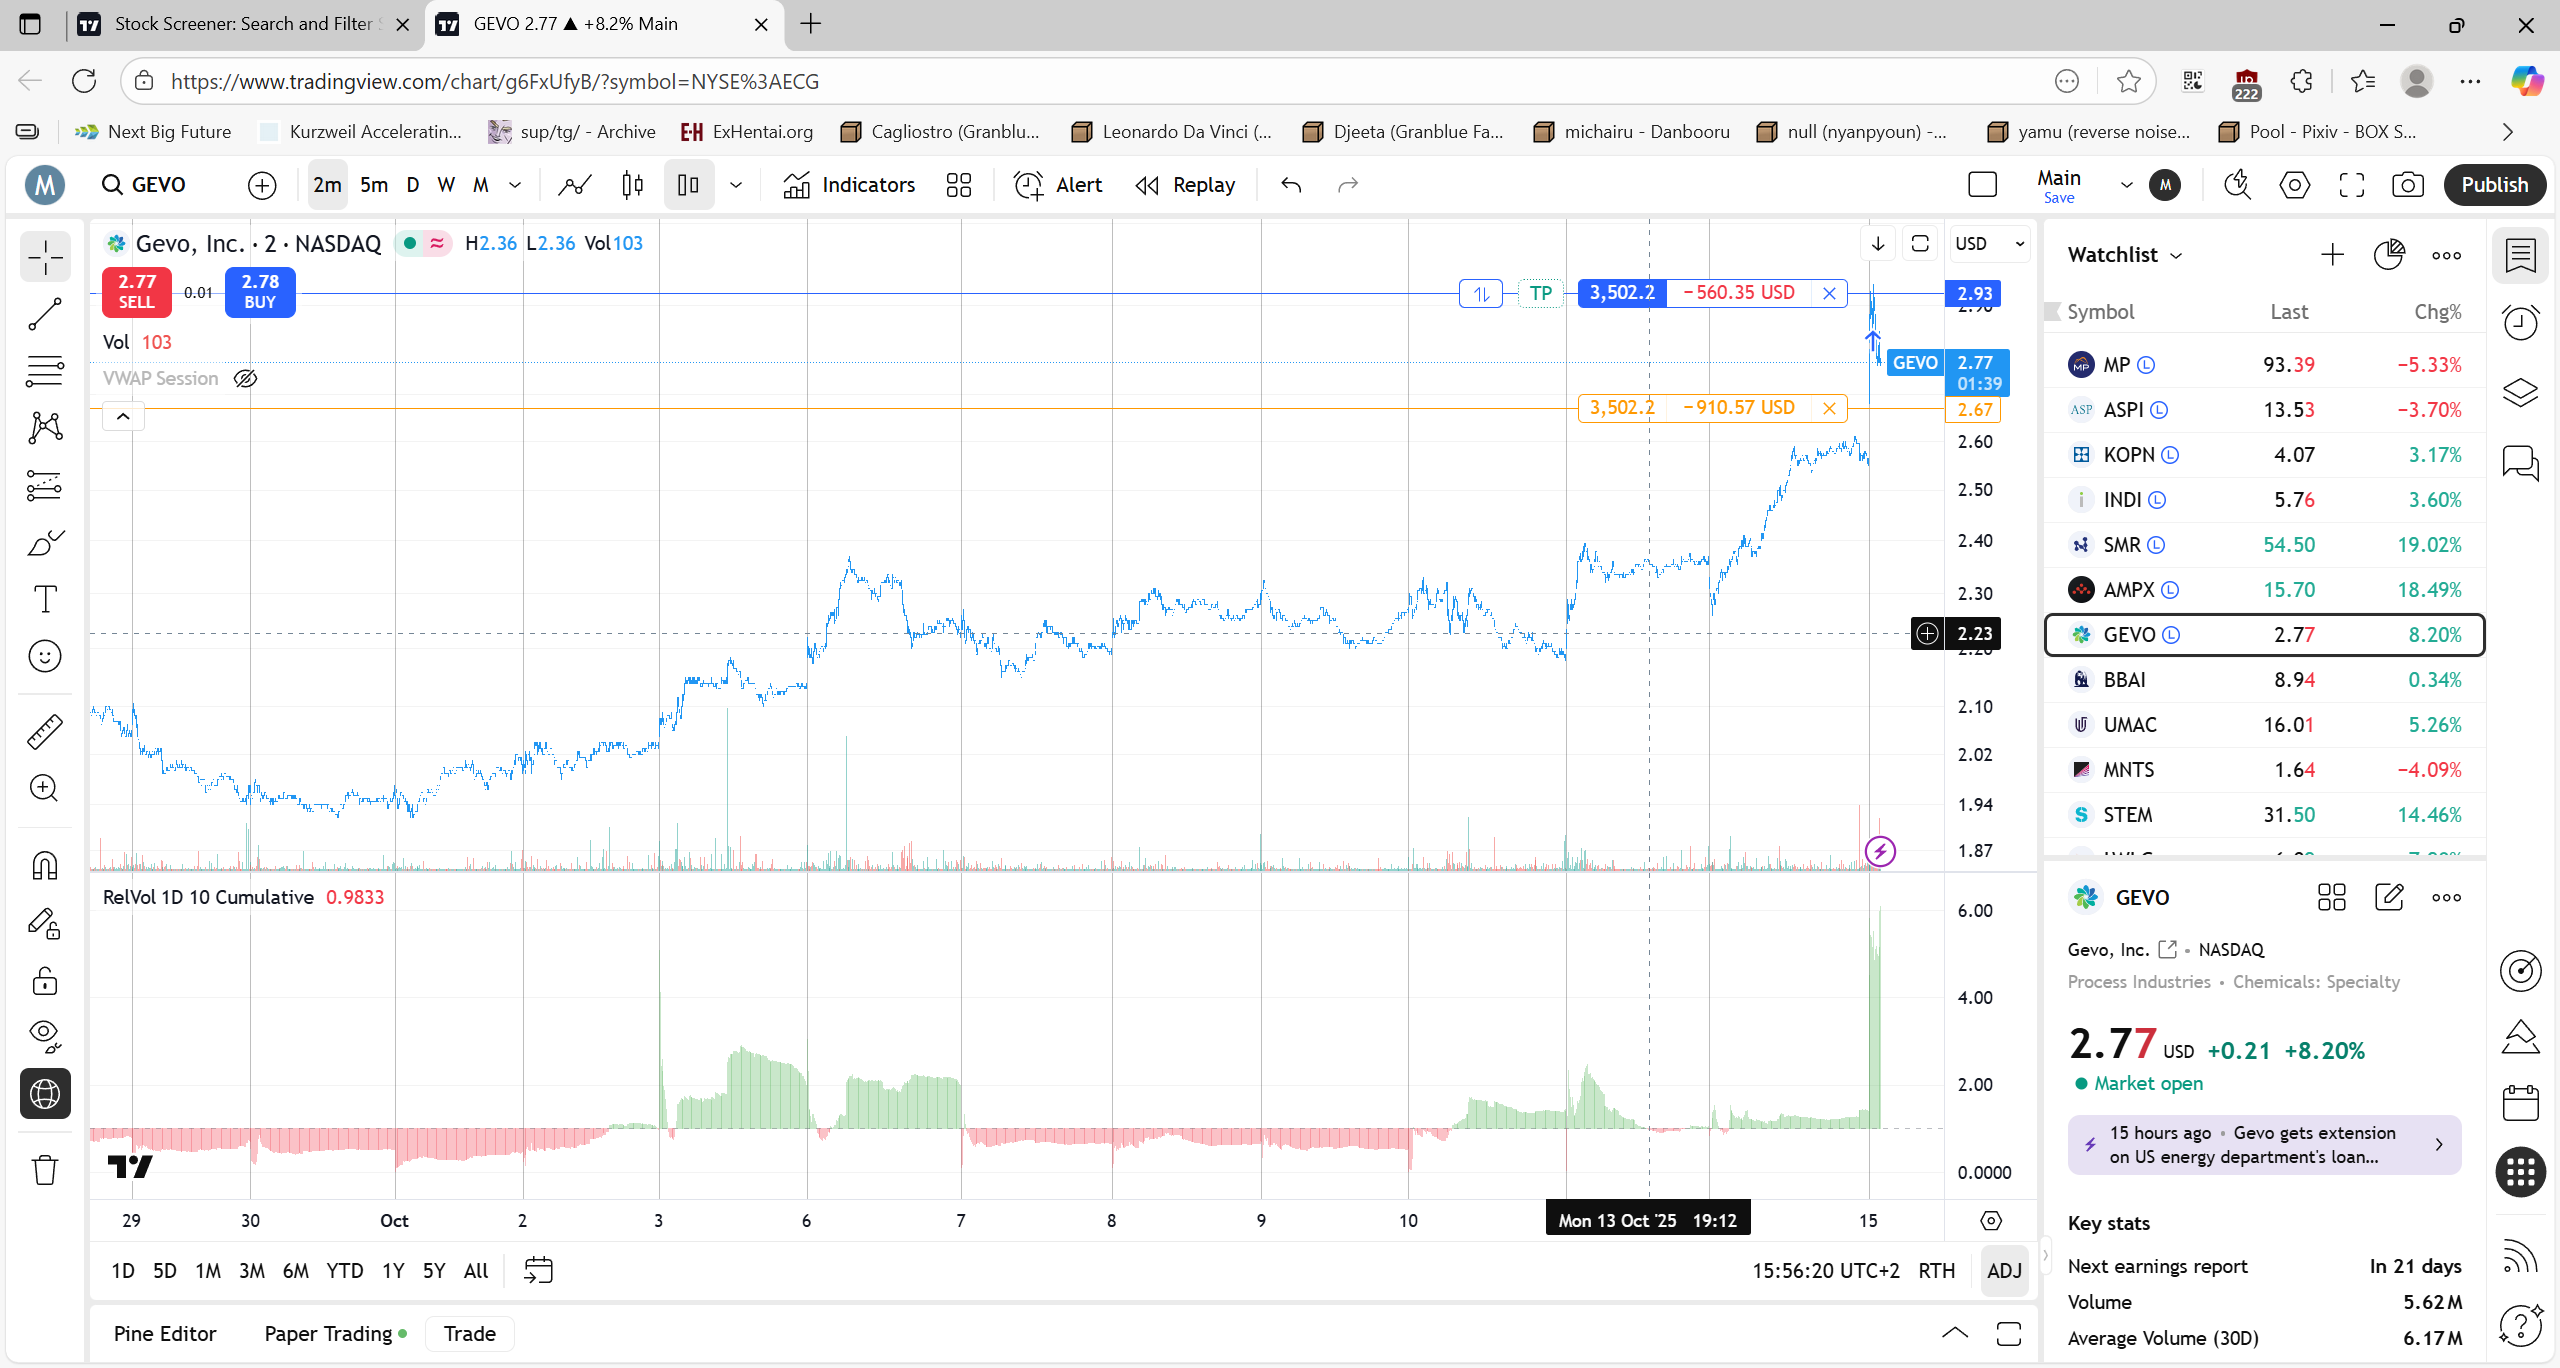 Stock Screener: Search and Filter S
GEVO 2.77 ▲ +8.2% Main
https://www.tradingview.com/chart/g6FxUfyB/?symbol=NYSE%3AECG
222
Next Big Future
Kurzweil Acceleratin...
sup/tg/ - Archive
ExHentai.org
Cagliostro (Granblu...
Leonardo Da Vinci (...
Djeeta (Granblue Fa...
michairu - Danbooru
null (nyanpyoun) -...
yamu (reverse noise...
Pool - Pixiv - BOX S...
M
GEVO
2m 5m D W M
Indicators
Alert
Replay
Main
Save
M
Publish
Gevo, Inc. · 2 · NASDAQ
H2.36 L2.36 Vol103
USD
2.77
SELL
0.01
2.78
BUY
TP
3,502.2 −560.35 USD
2.93
Vol 103
GEVO 2.77
01:39
VWAP Session
3,502.2 −910.57 USD
2.67
2.60
2.50
2.40
2.30
2.23
2.10
2.02
1.94
1.87
RelVol 1D 10 Cumulative 0.9833
6.00
4.00
2.00
0.0000
29 30 Oct 2 3 6 7 8 9 10
Mon 13 Oct '25 19:12
15
1D 5D 1M 3M 6M YTD 1Y 5Y All
15:56:20 UTC+2 RTH ADJ
Pine Editor
Paper Trading
Trade
Watchlist
Symbol Last Chg%
MP L 93.39 −5.33%
ASP ASPI L 13.53 −3.70%
KOPN L 4.07 3.17%
INDI L 5.76 3.60%
SMR L 54.50 19.02%
AMPX L 15.70 18.49%
GEVO L 2.77 8.20%
BBAI 8.94 0.34%
UMAC 16.01 5.26%
MNTS 1.64 −4.09%
STEM 31.50 14.46%
GEVO
Gevo, Inc. • NASDAQ
Process Industries • Chemicals: Specialty
2.77 USD +0.21 +8.20%
Market open
15 hours ago • Gevo gets extension
on US energy department's loan...
Key stats
Next earnings report In 21 days
Volume 5.62M
Average Volume (30D) 6.17M